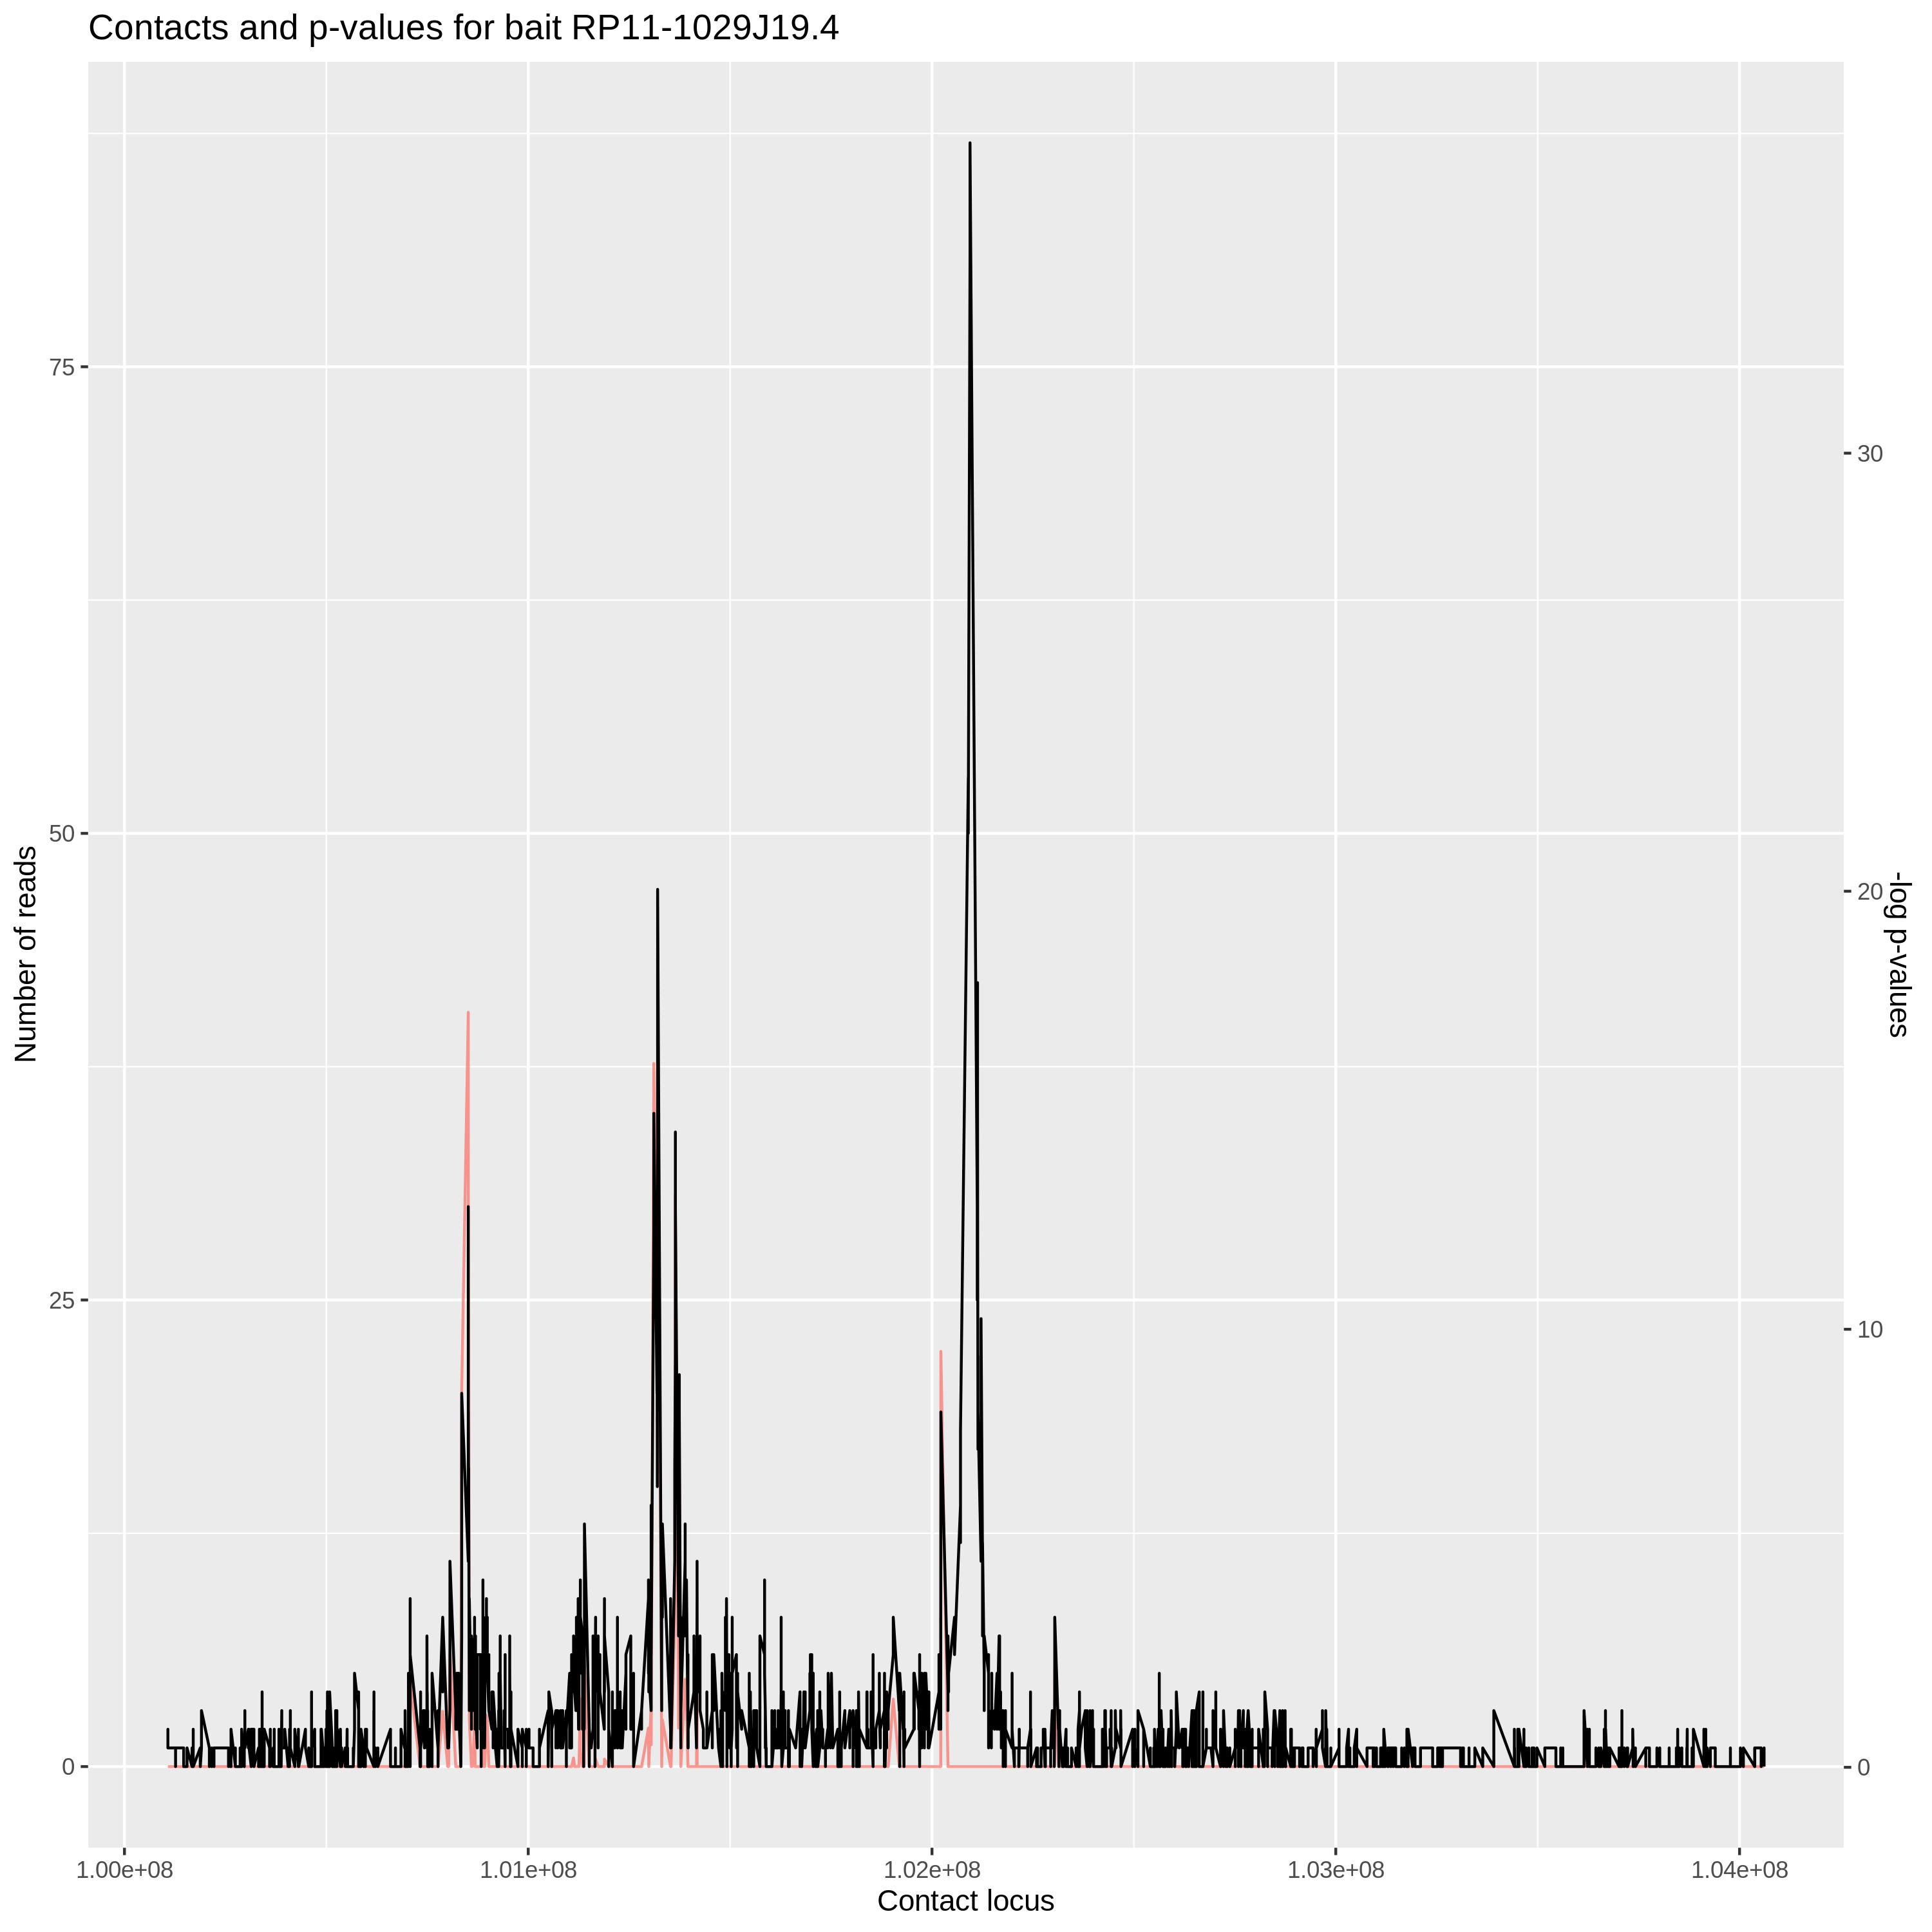 Contacts and p-values for bait RP11-1029J19.4
75
50
25
0
30
20
10
0
Number of reads
-log p-values
1.00e+08
1.01e+08
1.02e+08
1.03e+08
1.04e+08
Contact locus